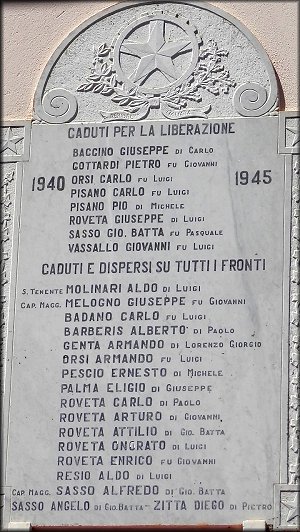 CADUTI PER LA LIBERAZIONE
BACCINO GIUSEPPE DI CARLO
GOTTARDI PIETRO FU GIOVANNI
1940 ORSI CARLO FU LUIGI 1945
PISANO CARLO FU LUIGI
PISANO PIO DI MICHELE
ROVETA GIUSEPPE DI LUIGI
SASSO GIO. BATTA FU PASQUALE
VASSALLO GIOVANNI FU LUIGI
CADUTI E DISPERSI SU TUTTI I FRONTI
S. TENENTE MOLINARI ALDO DI LUIGI
CAP. MAGG. MELOGNO GIUSEPPE FU GIOVANNI
BADANO CARLO FU LUIGI
BARBERIS ALBERTO DI PAOLO
GENTA ARMANDO DI LORENZO GIORGIO
ORSI ARMANDO FU LUIGI
PESCIO ERNESTO DI MICHELE
PALMA ELIGIO DI GIUSEPPE
ROVETA CARLO DI PAOLO
ROVETA ARTURO DI GIOVANNI
ROVETA ATTILIO DI GIO. BATTA
ROVETA ONORATO DI LUIGI
ROVETA ENRICO FU GIOVANNI
RESIO ALDO DI LUIGI
CAP. MAGG. SASSO ALFREDO DI GIO. BATTA
SASSO ANGELO DI GIO. BATTA - ZITTA DIEGO DI PIETRO